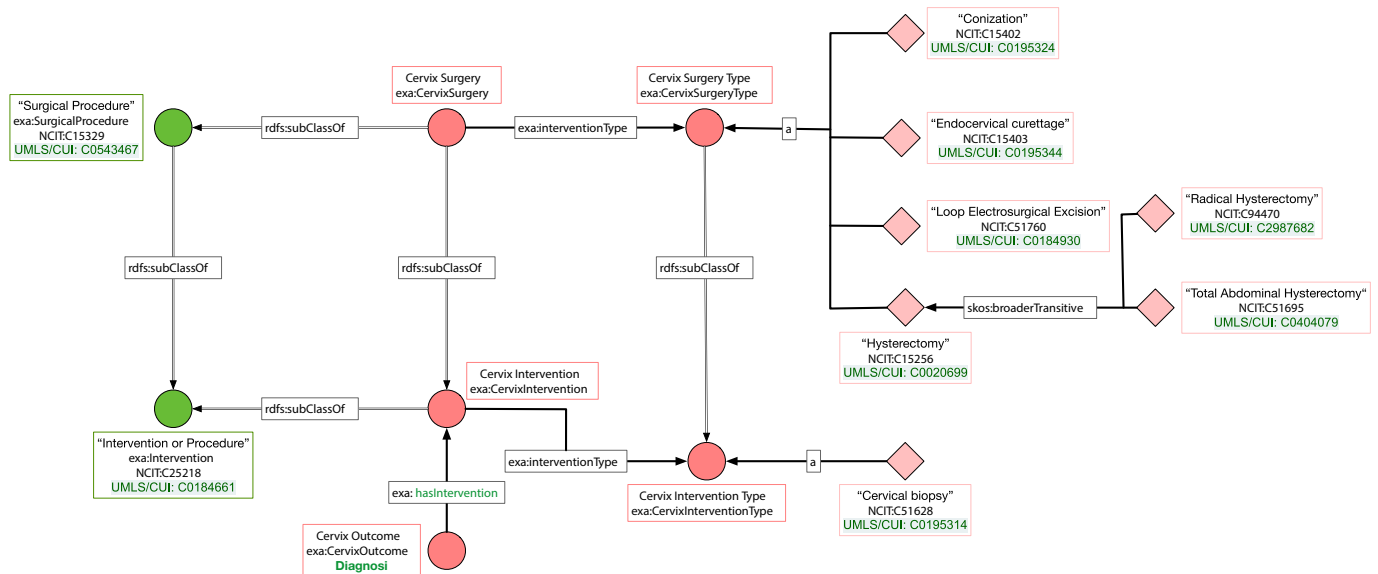 “Conization”
NCIT:C15402
UMLS/CUI: C0195324
Cervix Surgery
exa:CervixSurgery
Cervix Surgery Type
exa:CervixSurgeryType
“Surgical Procedure”
exa:SurgicalProcedure
NCIT:C15329
UMLS/CUI: C0543467
rdfs:subClassOf
exa:interventionType
a
“Endocervical curettage”
NCIT:C15403
UMLS/CUI: C0195344
“Loop Electrosurgical Excision”
NCIT:C51760
UMLS/CUI: C0184930
“Radical Hysterectomy”
NCIT:C94470
UMLS/CUI: C2987682
rdfs:subClassOf
rdfs:subClassOf
rdfs:subClassOf
skos:broaderTransitive
“Total Abdominal Hysterectomy“
NCIT:C51695
UMLS/CUI: C0404079
“Hysterectomy”
NCIT:C15256
UMLS/CUI: C0020699
Cervix Intervention
exa:CervixIntervention
rdfs:subClassOf
“Intervention or Procedure”
exa:Intervention
NCIT:C25218
UMLS/CUI: C0184661
exa:interventionType
a
exa: hasIntervention
Cervix Intervention Type
exa:CervixInterventionType
“Cervical biopsy”
NCIT:C51628
UMLS/CUI: C0195314
Cervix Outcome
exa:CervixOutcome
Diagnosi